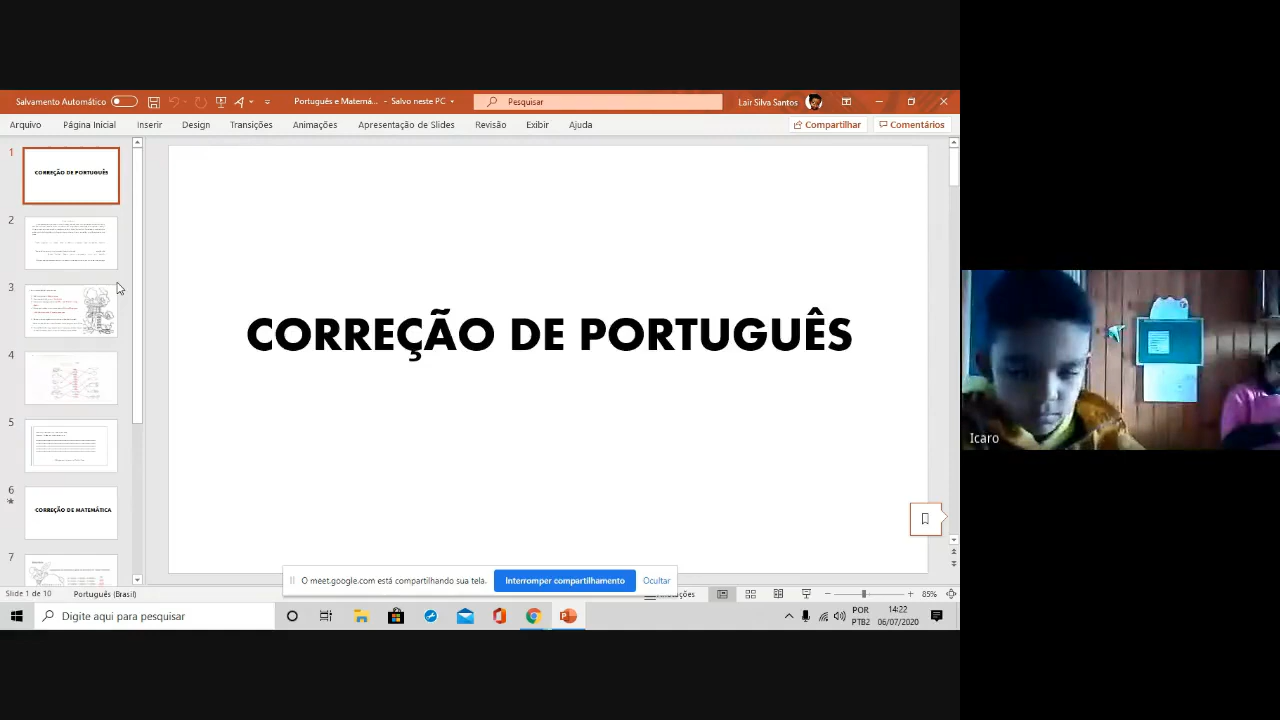 Salvamento Automático
Português e Matemá... - Salvo neste PC
Pesquisar
Lair Silva Santos
Arquivo
Página Inicial
Inserir
Design
Transições
Animações
Apresentação de Slides
Revisão
Exibir
Ajuda
Compartilhar
Comentários
1
CORREÇÃO DE PORTUGUÊS
2
3
4
5
6
CORREÇÃO DE MATEMÁTICA
7
CORREÇÃO DE PORTUGUÊS
Icaro
O meet.google.com está compartilhando sua tela.
Interromper compartilhamento
Ocultar
Slide 1 de 10
Português (Brasil)
85%
Digite aqui para pesquisar
POR
PTB2
14:22
06/07/2020